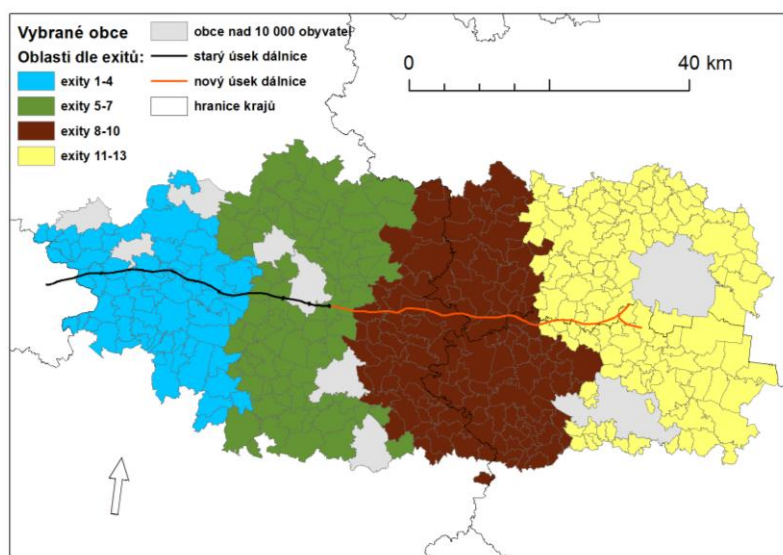 Vybrané obce
Oblasti dle exitů:
exity 1-4
exity 5-7
exity 8-10
exity 11-13
obce nad 10 000 obyvatel
starý úsek dálnice
nový úsek dálnice
hranice krajů
0 40 km